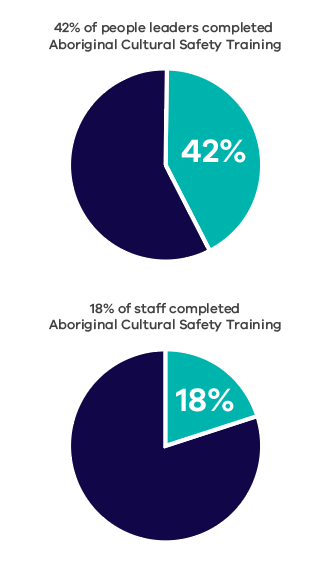 42% of people leaders completed
Aboriginal Cultural Safety Training
42%
18% of staff completed
Aboriginal Cultural Safety Training
18%